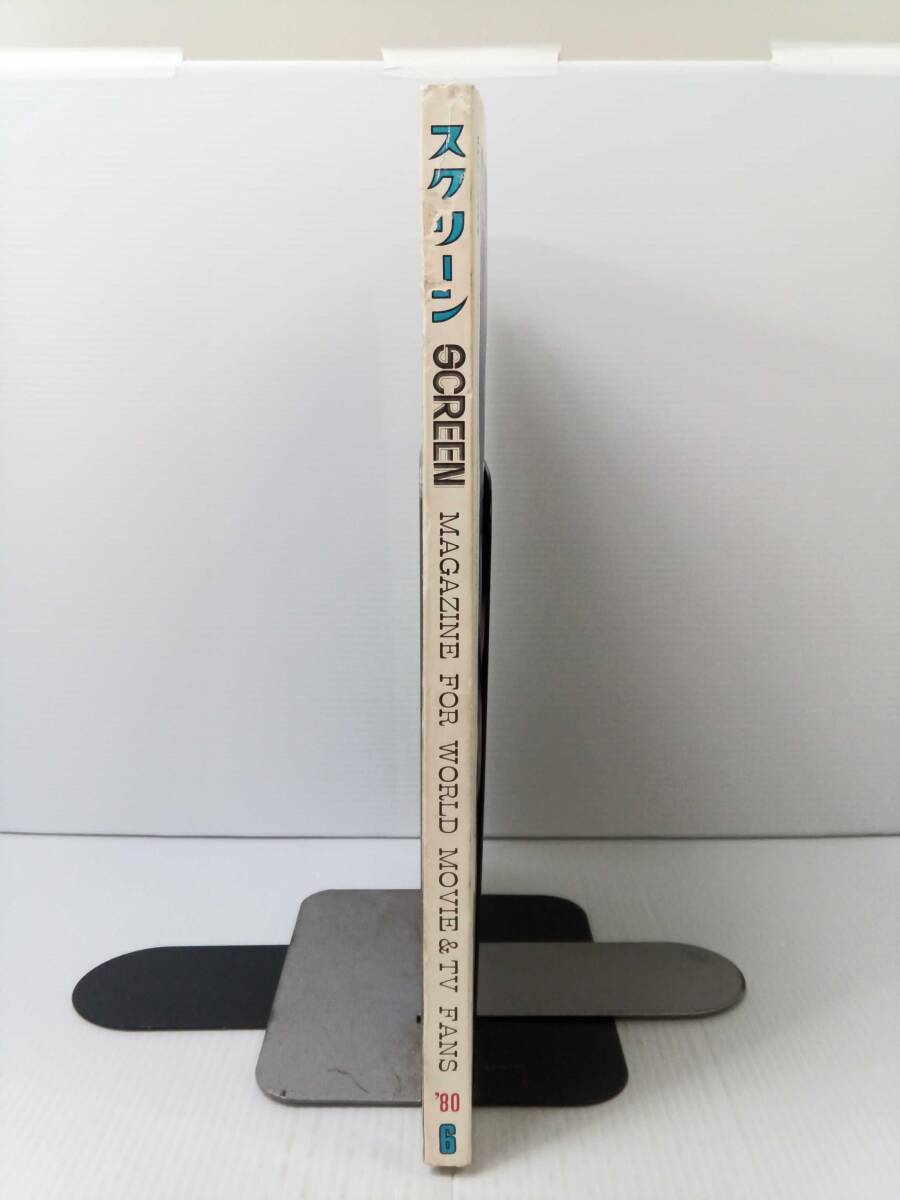 スクリーン
SCREEN
MAGAZINE FOR WORLD MOVIE & TV FANS
'80
6